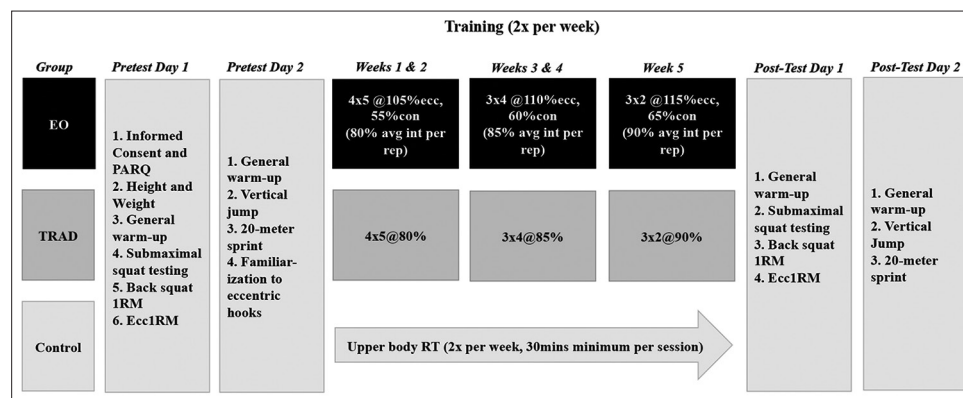 Training (2x per week)
Group
Pretest Day 1
Pretest Day 2
Weeks 1 & 2
Weeks 3 & 4
Week 5
Post-Test Day 1
Post-Test Day 2
EO
TRAD
Control
1. Informed
Consent and
PARQ
2. Height and
Weight
3. General
warm-up
4. Submaximal
squat testing
5. Back squat
1RM
6. Ecc1RM
1. General
warm-up
2. Vertical
jump
3. 20-meter
sprint
4. Familiar-
ization to
eccentric
hooks
4x5 @105%ecc,
55%con
(80% avg int per
rep)
3x4 @110%ecc,
60%con
(85% avg int per
rep)
3x2 @115%ecc,
65%con
(90% avg int per
rep)
4x5@80%
3x4@85%
3x2@90%
Upper body RT (2x per week, 30mins minimum per session)
1. General
warm-up
2. Submaximal
squat testing
3. Back squat
1RM
4. Ecc1RM
1. General
warm-up
2. Vertical
Jump
3. 20-meter
sprint